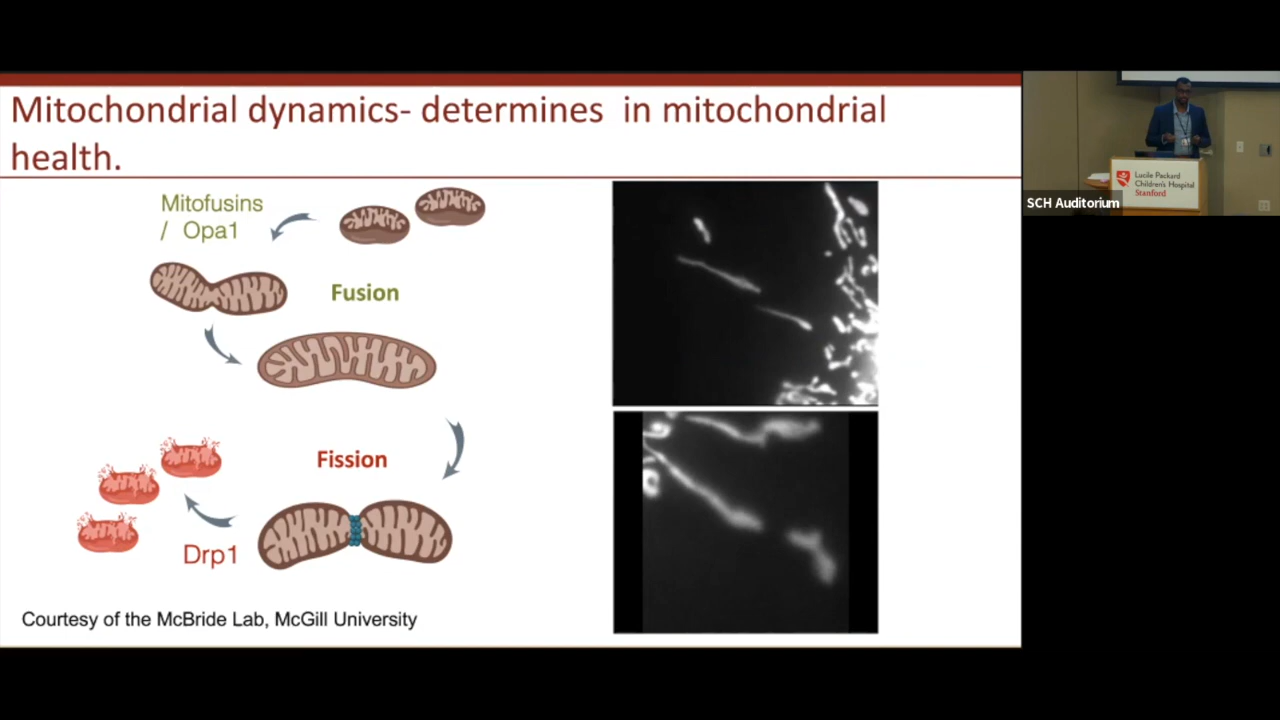 Mitochondrial dynamics- determines  in mitochondrial
health.
Mitofusins
/ Opa1
Fusion
Fission
Drp1
Courtesy of the McBride Lab, McGill University
Lucile Packard
Children's Hospital
Stanford
SCH Auditorium